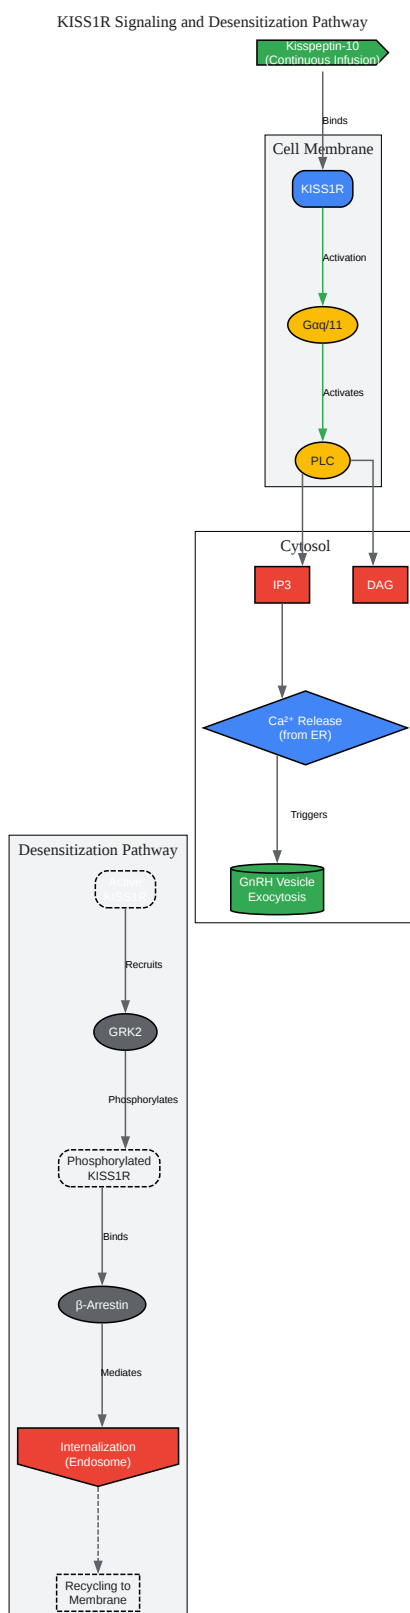 KISS1R Signaling and Desensitization Pathway
Kisspeptin-10
(Continuous Infusion)
Binds
Cell Membrane
KISS1R
Activation
Gαq/11
Activates
PLC
Cytosol
IP3
DAG
Ca²⁺ Release
(from ER)
Triggers
GnRH Vesicle
Exocytosis
Desensitization Pathway
Active
KISS1R
Recruits
GRK2
Phosphorylates
Phosphorylated
KISS1R
Binds
β-Arrestin
Mediates
Internalization
(Endosome)
Recycling to
Membrane